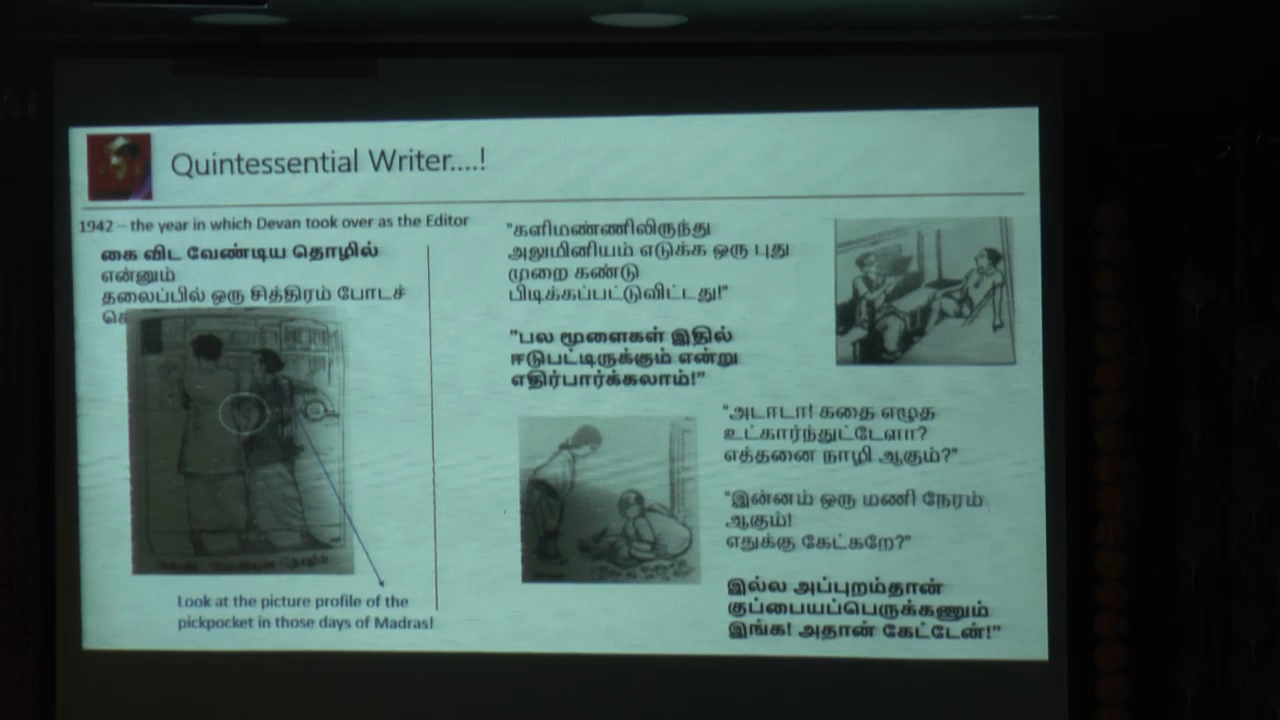 Quintessential Writer....!
1942 – the year in which Devan took over as the Editor
கை விட வேண்டிய தொழில்
என்னும்
தலைப்பில் ஒரு சித்திரம் போடச்
Look at the picture profile of the
pickpocket in those days of Madras!
"களிமண்ணிலிருந்து
அலுமினியம் எடுக்க ஒரு புது
முறை கண்டு
பிடிக்கப்பட்டுவிட்டது!"
"பல மூளைகள் இதில்
ஈடுபட்டிருக்கும் என்று
எதிர்பார்க்கலாம்!"
"அடாடா! கதை எழுத
உட்கார்ந்துட்டேளா?
எத்தனை நாழி ஆகும்?"
"இன்னம் ஒரு மணி நேரம்
ஆகும்!
எதுக்கு கேட்கறே?"
இல்ல அப்புறம்தான்
குப்பையப்பெருக்கணும்
இங்க! அதான் கேட்டேன்!"